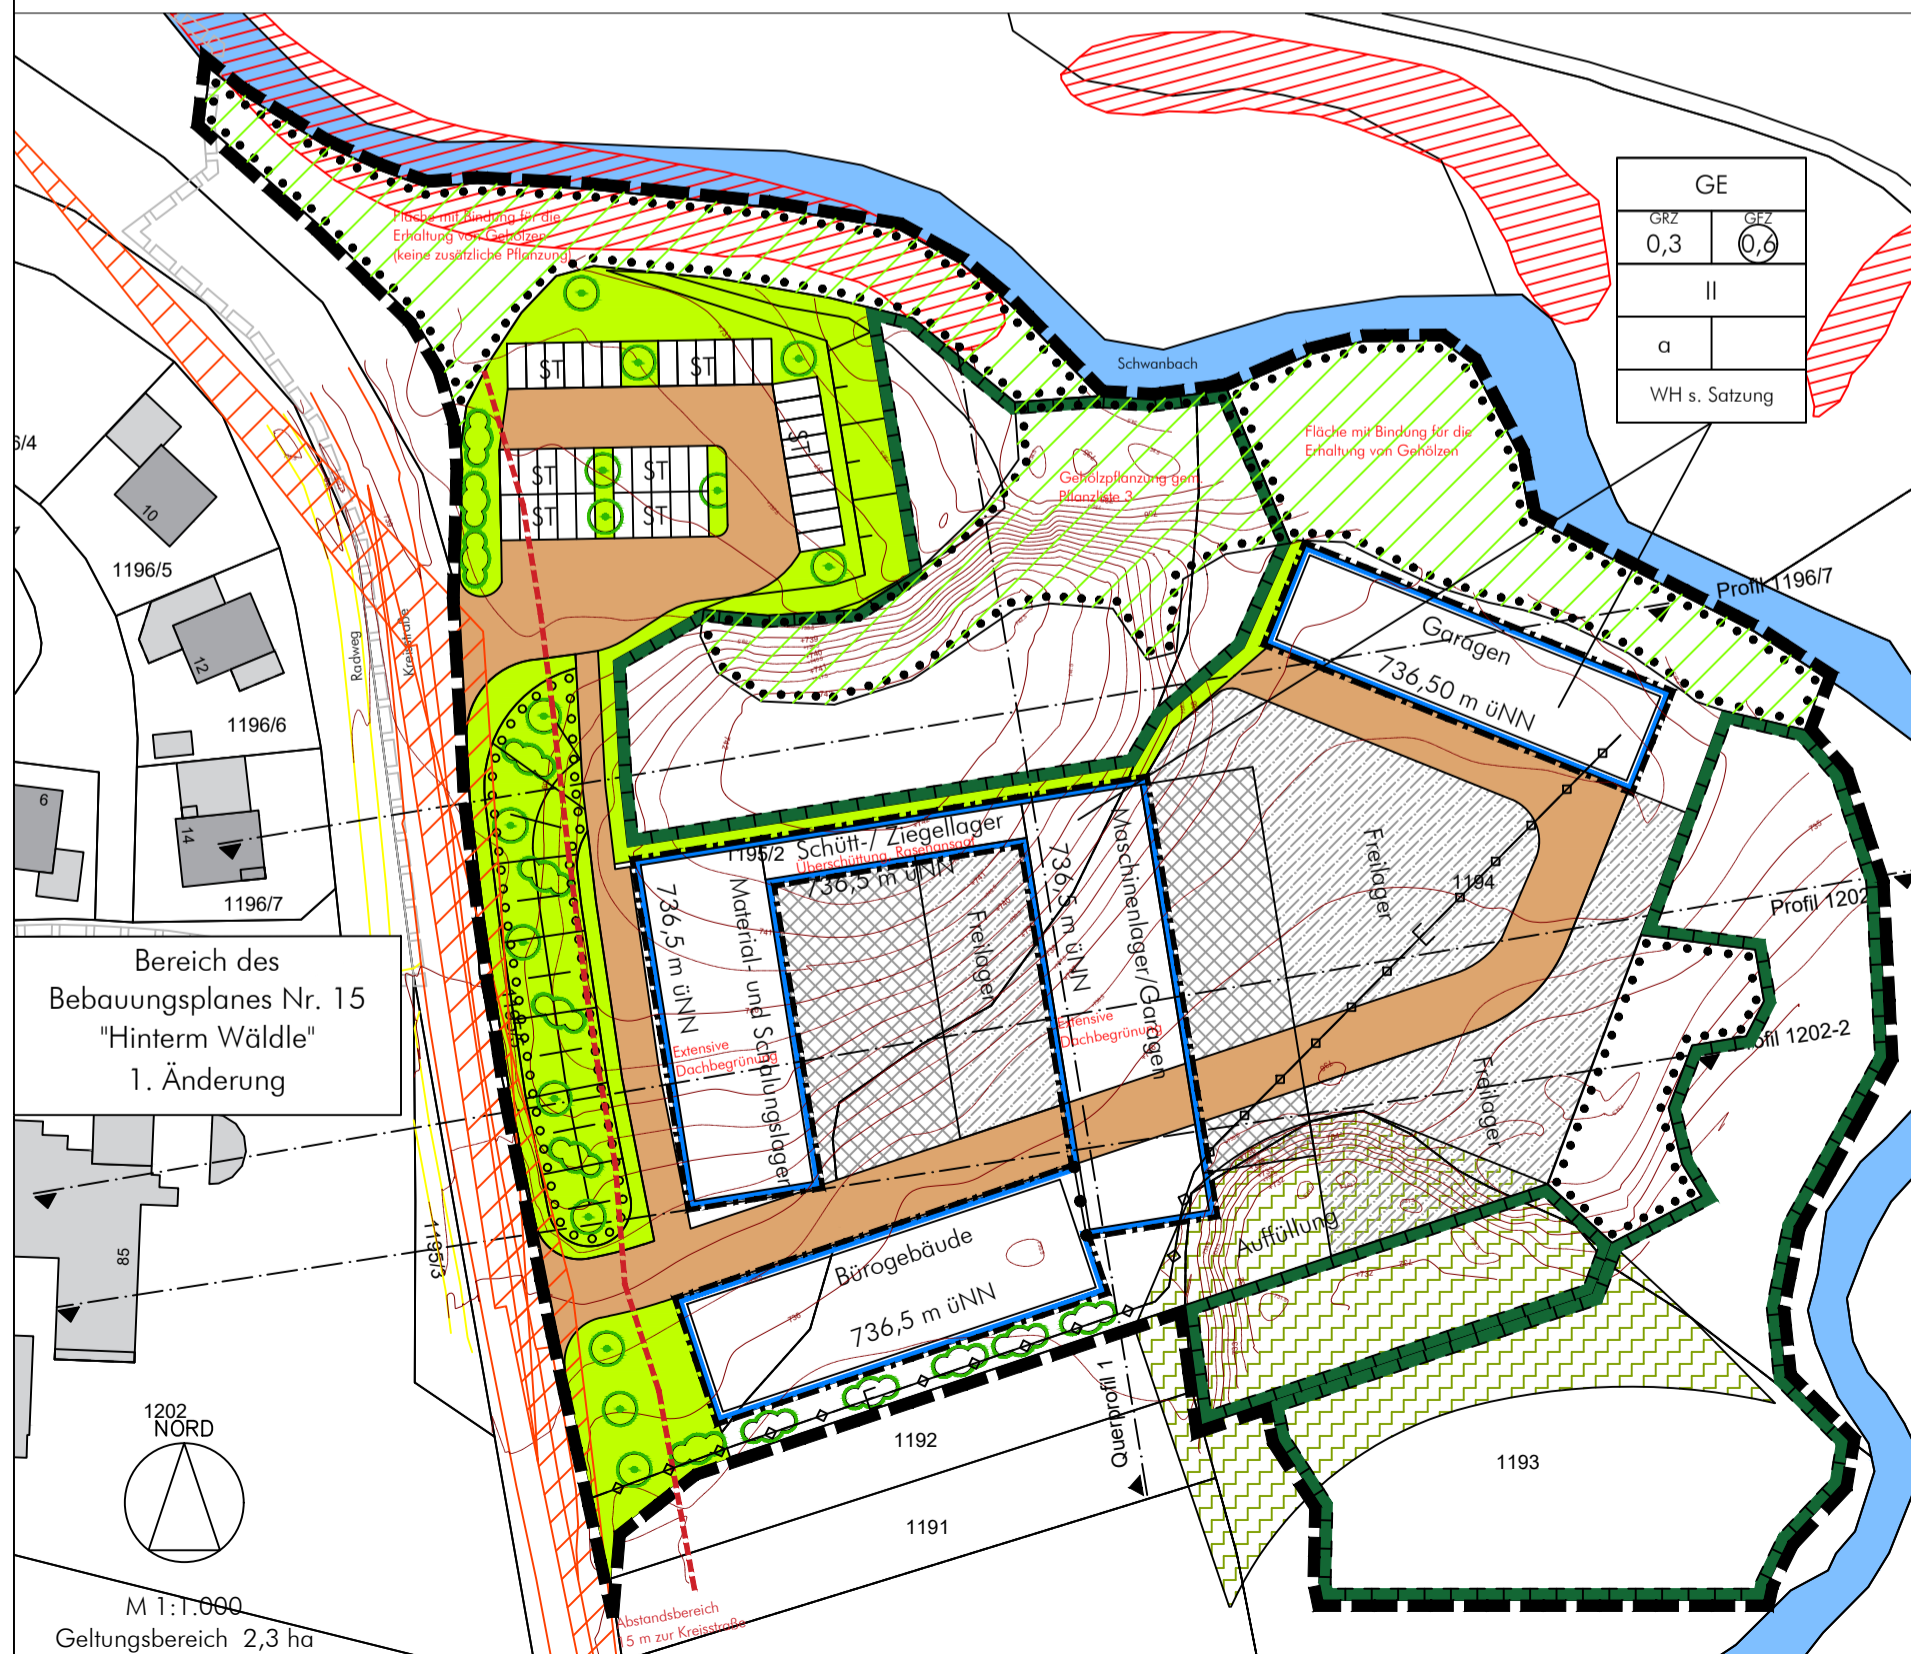 GE
GRZ
GFZ
0,3
0,6
II
a
WH s. Satzung
Fläche mit Bindung für die
Erhaltung von Gehölzen
(keine zusätzliche Pflanzung)
Schwanbach
Fläche mit Bindung für die
Erhaltung von Gehölzen
Gehölzpflanzung gem.
Pflanzliste 3
ST
ST
ST
ST
ST
ST
ST
6/4
10
1196/5
12
1196/6
Radweg
Kreisstraße
6
14
1196/7
Profil 1196/7
Garagen
736,50 m üNN
Bereich des
Bebauungsplanes Nr. 15
"Hinterm Wäldle"
1. Änderung
1195/2
Schütt-/ Ziegellager
Überschüttung, Rasenansaat
736,5 m üNN
736,5 m üNN
Material- und Schalungslager
Extensive
Dachbegrünung
Freilager
736,5 m üNN
Maschinenlager/Garagen
Extensive
Dachbegrünung
Freilager
1194
Profil 1202
Profil 1202-2
Freilager
Auffüllung
Bürogebäude
736,5 m üNN
85
1195/3
1202
NORD
M 1:1.000
Geltungsbereich 2,3 ha
Querprofil 1
1192
1191
1193
Abstandsbereich
15 m zur Kreisstraße